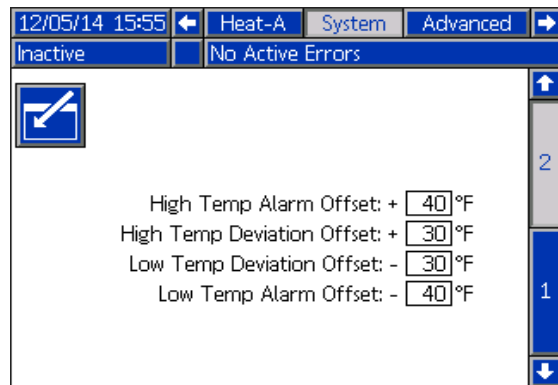 12/05/14 15:55 Heat-A System Advanced
Inactive No Active Errors
2
High Temp Alarm Offset: + 40 °F
High Temp Deviation Offset: + 30 °F
Low Temp Deviation Offset: - 30 °F
Low Temp Alarm Offset: - 40 °F
1